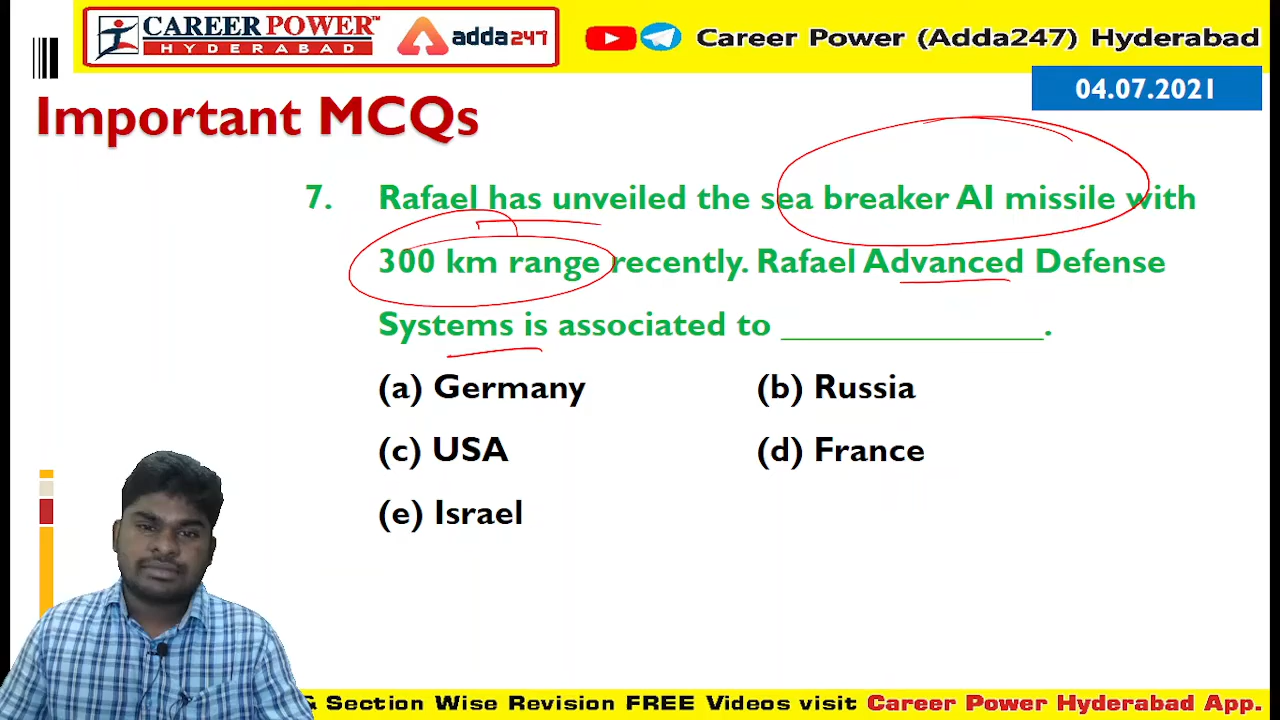 CAREER POWER™
HYDERABAD
adda247
Career Power (Adda247) Hyderabad
04.07.2021
Important MCQs
7. Rafael has unveiled the sea breaker AI missile with
300 km range recently. Rafael Advanced Defense
Systems is associated to _______________.
(a) Germany (b) Russia
(c) USA (d) France
(e) Israel
& Section Wise Revision FREE Videos visit Career Power Hyderabad App.